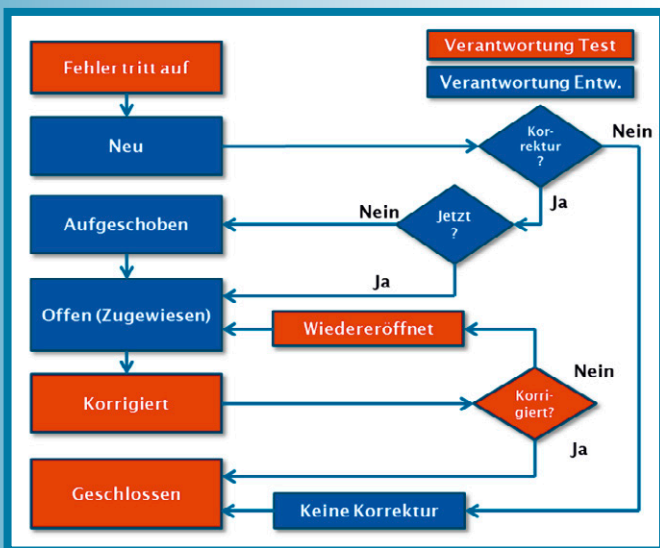 Fehler tritt auf
Verantwortung Test
Verantwortung Entw.
Neu
Kor-
rektur
?
Nein
Ja
Aufgeschoben
Nein
Jetzt
?
Ja
Offen (Zugewiesen)
Wiedereröffnet
Nein
Korrigiert
Korri-
giert?
Ja
Geschlossen
Keine Korrektur